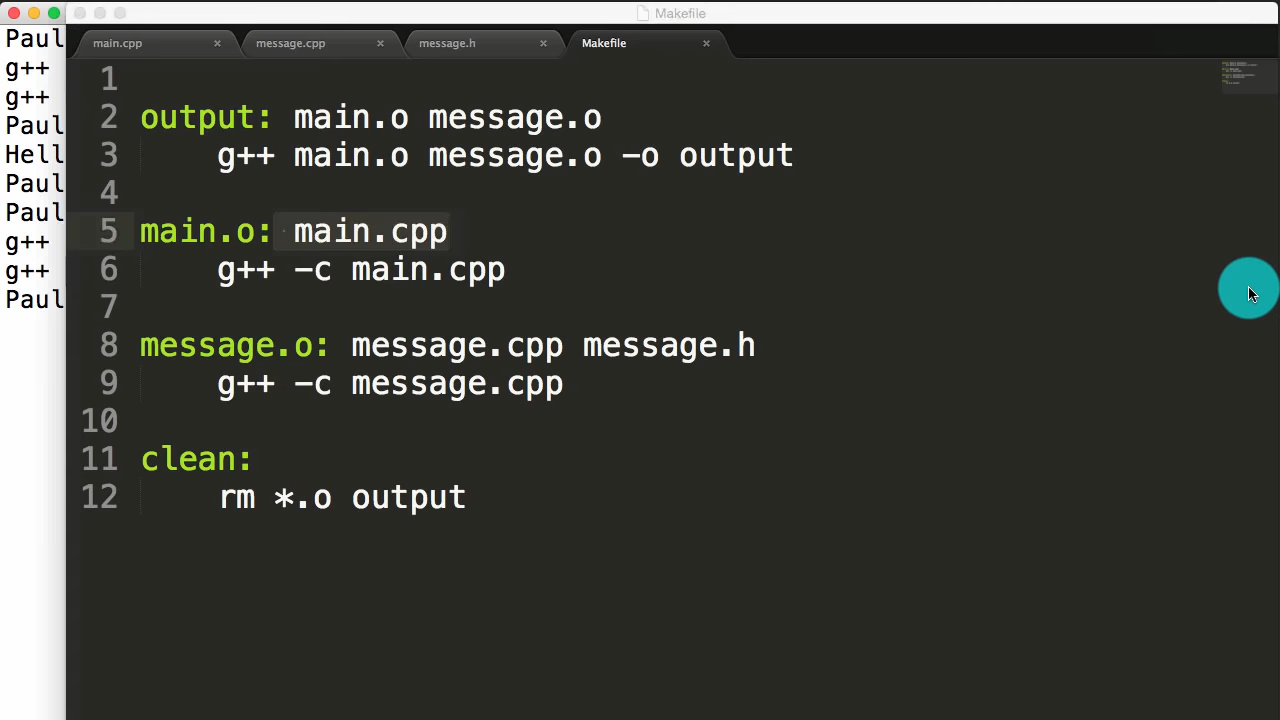 Makefile
main.cpp × message.cpp × message.h × Makefile ×
Paul
g++
g++
Paul
Hell
Paul
Paul
g++
g++
Paul
1
2 output: main.o message.o
3 g++ main.o message.o -o output
4
5 main.o: main.cpp
6 g++ -c main.cpp
7
8 message.o: message.cpp message.h
9 g++ -c message.cpp
10
11 clean:
12 rm *.o output